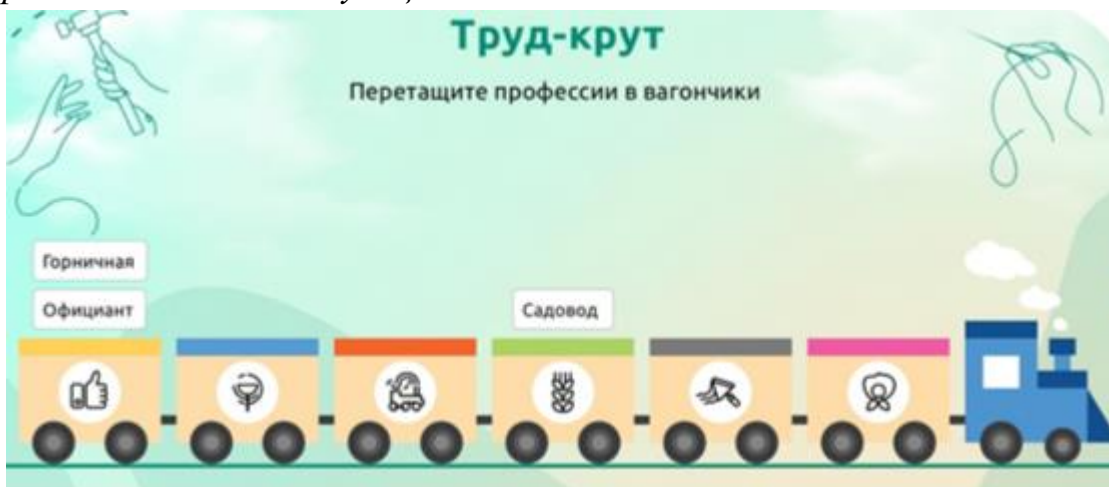 Труд-крут
Перетащите профессии в вагончики
Горничная
Официант
Садовод